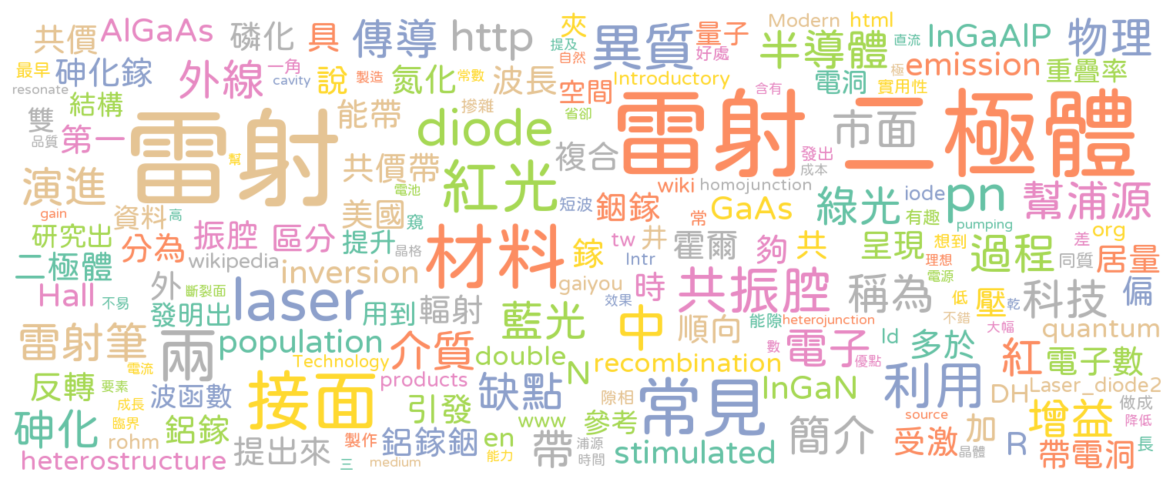 共價 AlGaAs 磷化 具 傳導 http 夾 提及 自然 異質 量子 好處 Modern html 半導體 直流 InGaAlP 物理
最早 砷化鎵 resonate 外線 一角 cavity 說 製造 氮化 常數 波長 空間 Introductory 含有 電洞 極 實用性 emission 重疊率
結構 雙 品質 第一 雷射 幫 能帶 摻雜 diode 省卻 雷射二極體 市面
演進 共價帶 電池 紅光 複合 發出 成本
gain 資料 高 美國 窺 短波 wiki homojunction 銦鎵 GaAs 綠光 iode 有趣 pn pumping 幫浦源
研究出 分為 振腔 區分 提升 晶格 材料 鎵 tw 井 霍爾 夠 共 常 呈現 想到 理想 過程 org 差 居量
二極體 wikipedia inversion Intr 同質
Hall 不易 外 斷裂面 laser 用到 輻射 gaiyou 效果 時 共振腔 稱為 電源 低 壓 乾 科技 偏
發明出 藍光 中 順向 能隙 heterojunction 不錯 大幅
雷射筆 兩 population Technology 介質 double 數 電子 優點 ld 多於 紅 quantum 電子數
反轉 要素 電流 波函數 接面 products 引發 缺點 N recombination 隙相 常見 InGaN 利用 DH Laser_diode2 做成
砷化 成長 臨界 鋁鎵 rohm 提出來 製作 鋁鎵銦 en www 參考 簡介 source 受激 加 R 增益 降低
heterostructure 三 medium 能力 帶 浦源 時間 stimulated 晶體 帶電洞 長